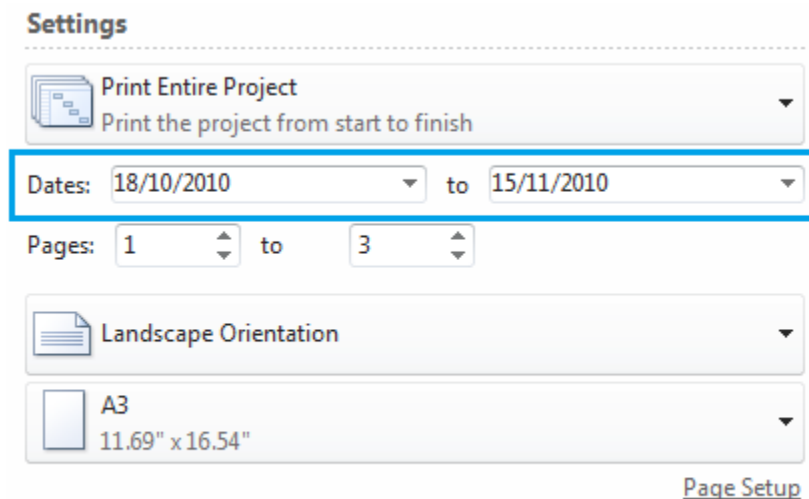 Settings
Print Entire Project
Print the project from start to finish
Dates: 18/10/2010 to 15/11/2010
Pages: 1 to 3
Landscape Orientation
A3
11.69" x 16.54"
Page Setup